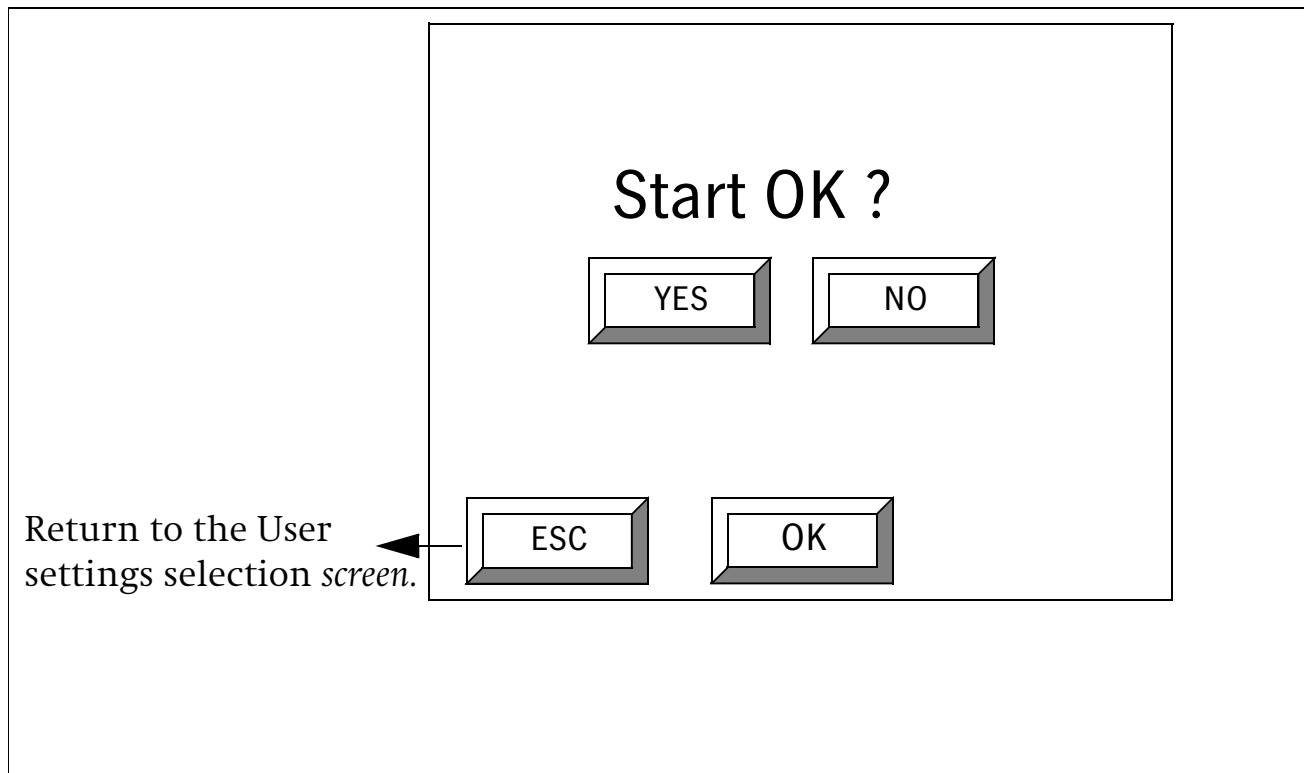 Start OK ?
YES NO
Return to the User
settings selection screen.
ESC OK